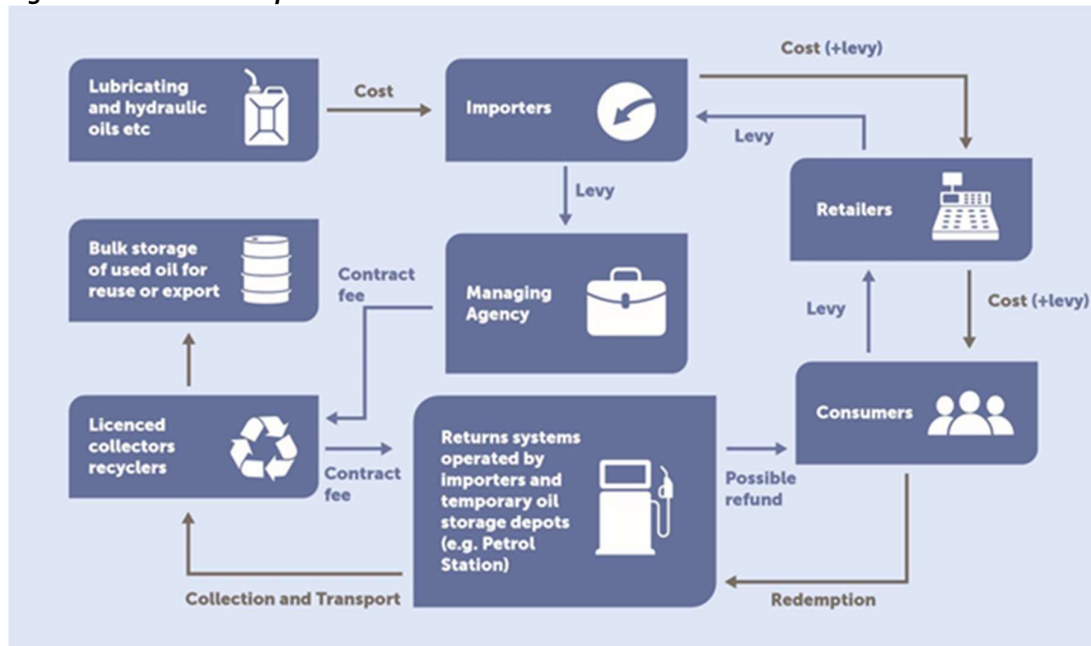 Lubricating
and hydraulic
oils etc
Cost
Importers
Cost (+levy)
Levy
Retailers
Levy
Bulk storage
of used oil for
reuse or export
Contract
fee
Managing
Agency
Levy
Cost (+levy)
Licenced
collectors
recyclers
Contract
fee
Returns systems
operated by
importers and
temporary oil
storage depots
(e.g. Petrol
Station)
Possible
refund
Consumers
Collection and Transport
Redemption